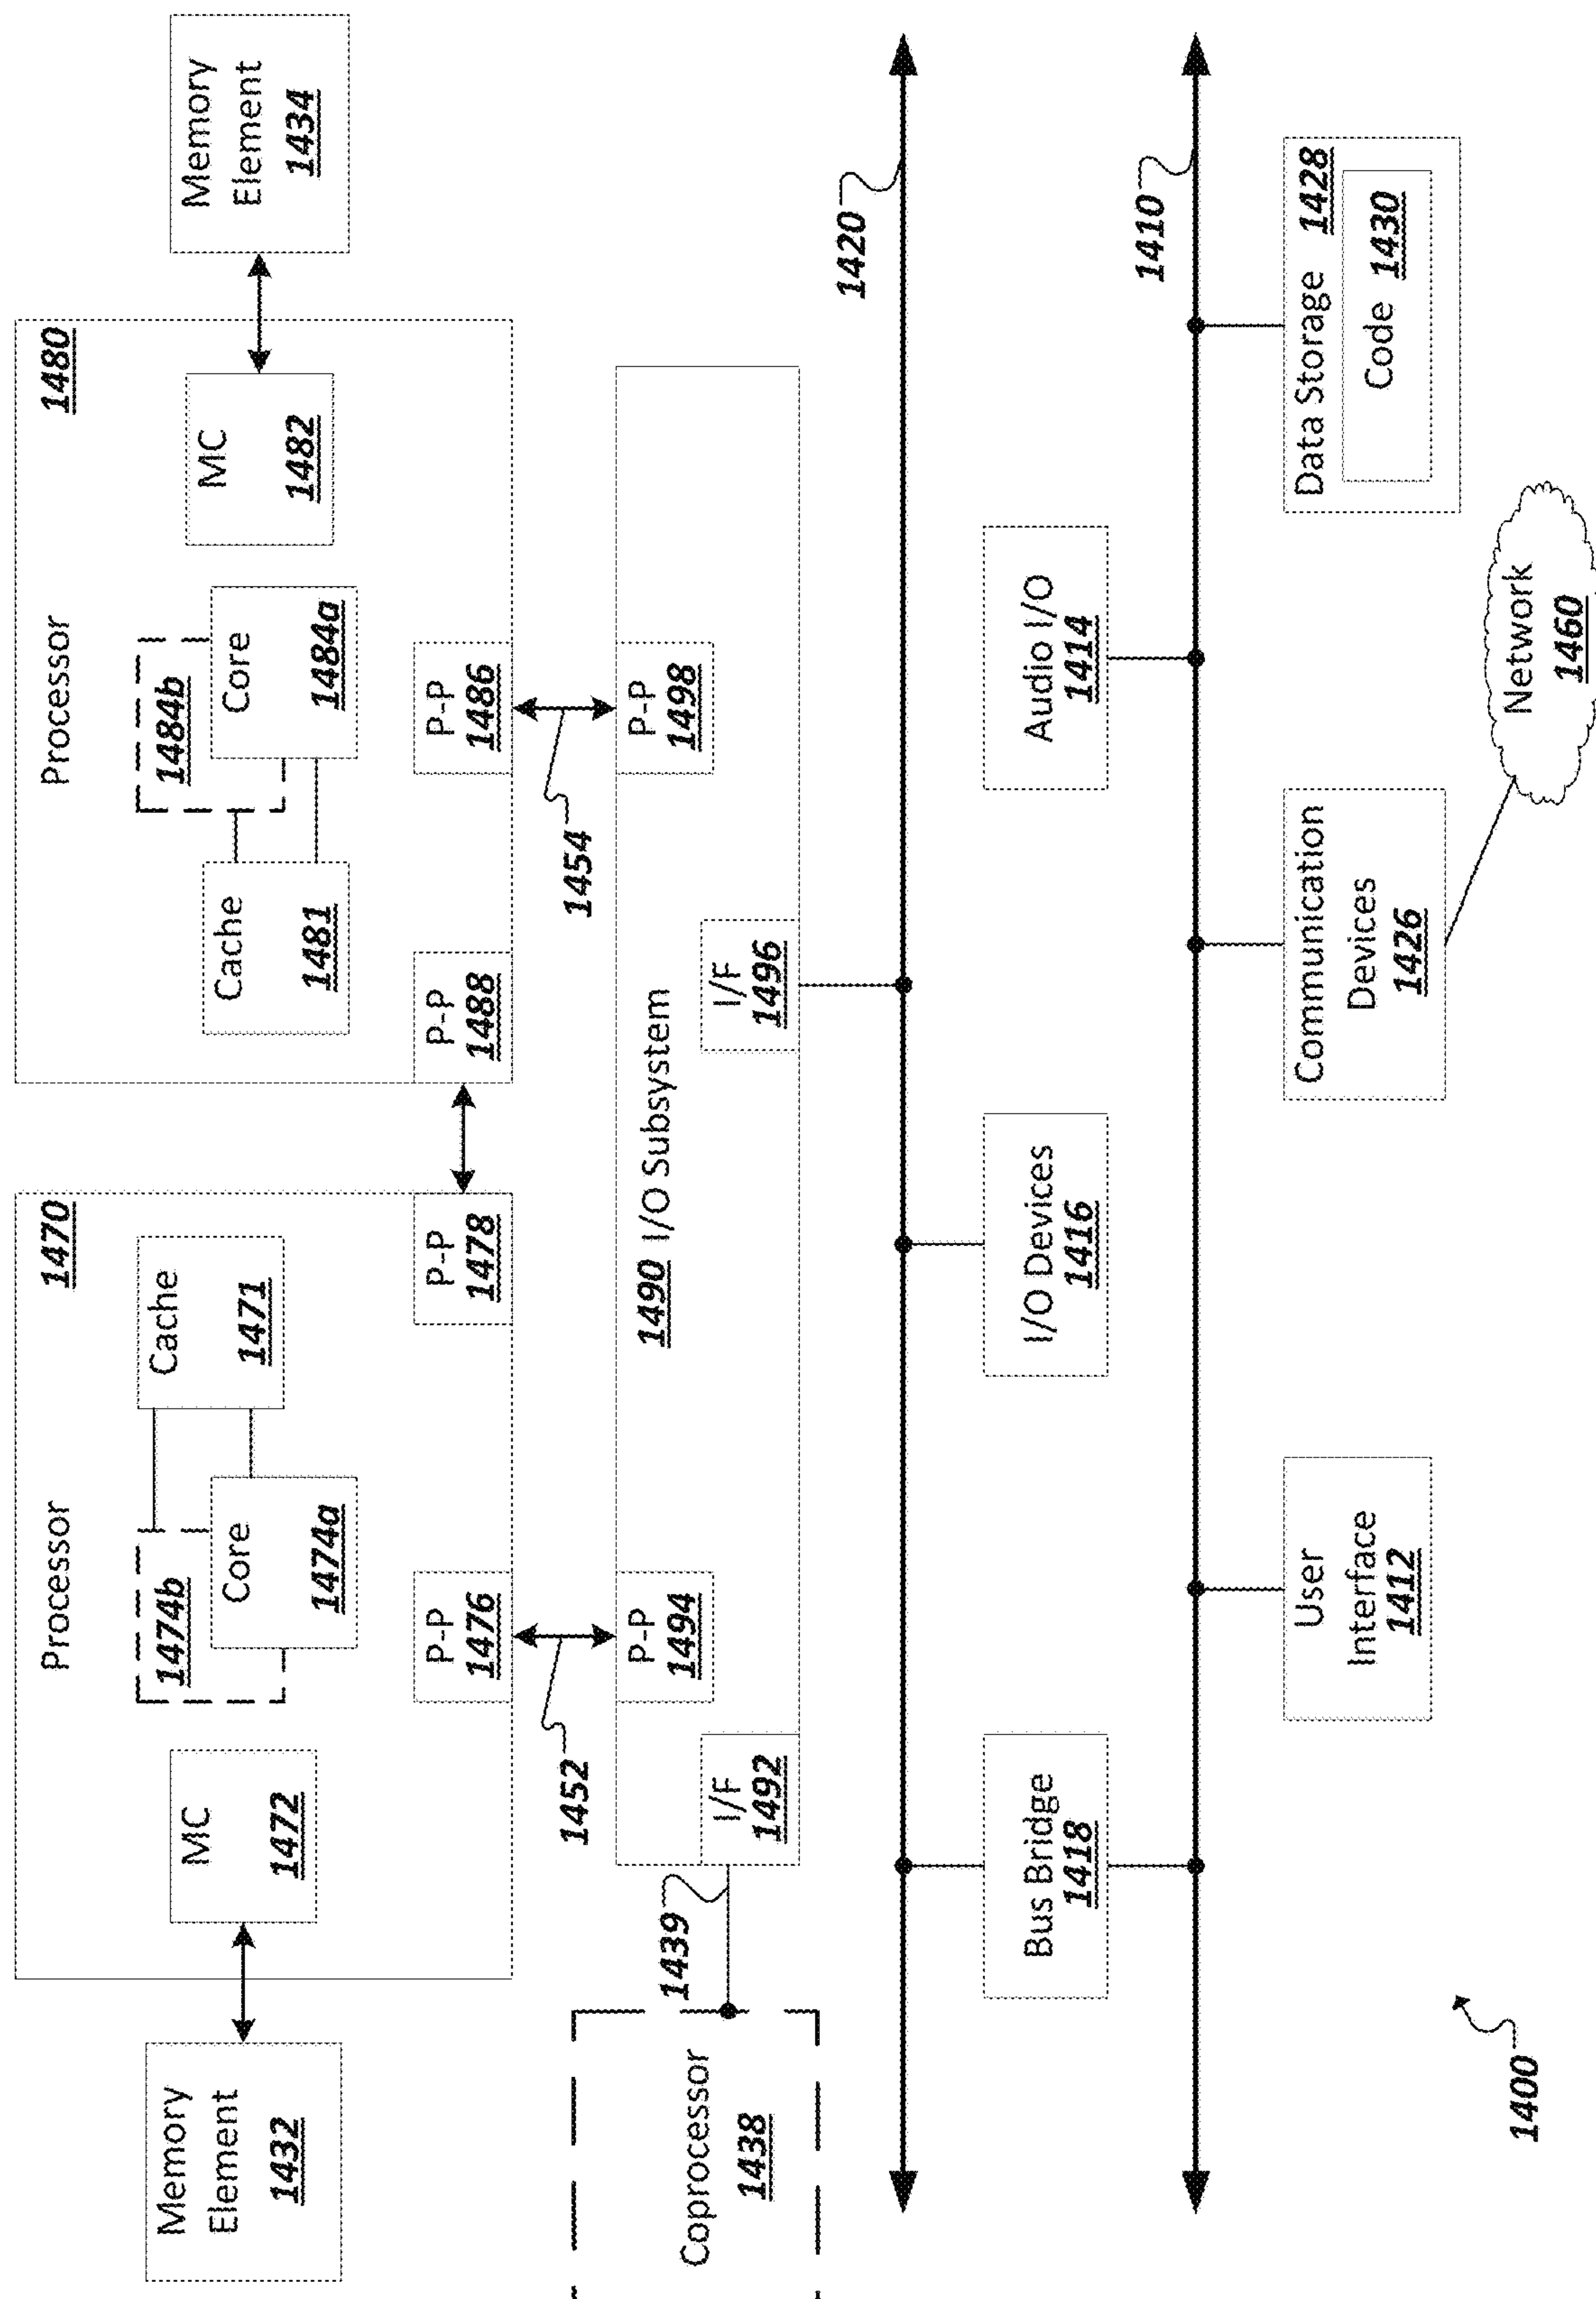 Memory
Element
1432
Processor
1470
MC
1472
1474b
Core
1474a
Cache
1471
P-P
1476
P-P
1478
Processor
1480
Cache
1481
1484b
Core
1484a
MC
1482
P-P
1488
P-P
1486
Memory
Element
1434
1452
1454
Coprocessor
1438
1439
I/F
1492
P-P
1494
1490 I/O Subsystem
I/F
1496
P-P
1498
1420
Bus Bridge
1418
I/O Devices
1416
Audio I/O
1414
1410
User
Interface
1412
Communication
Devices
1426
Data Storage 1428
Code 1430
Network
1460
1400